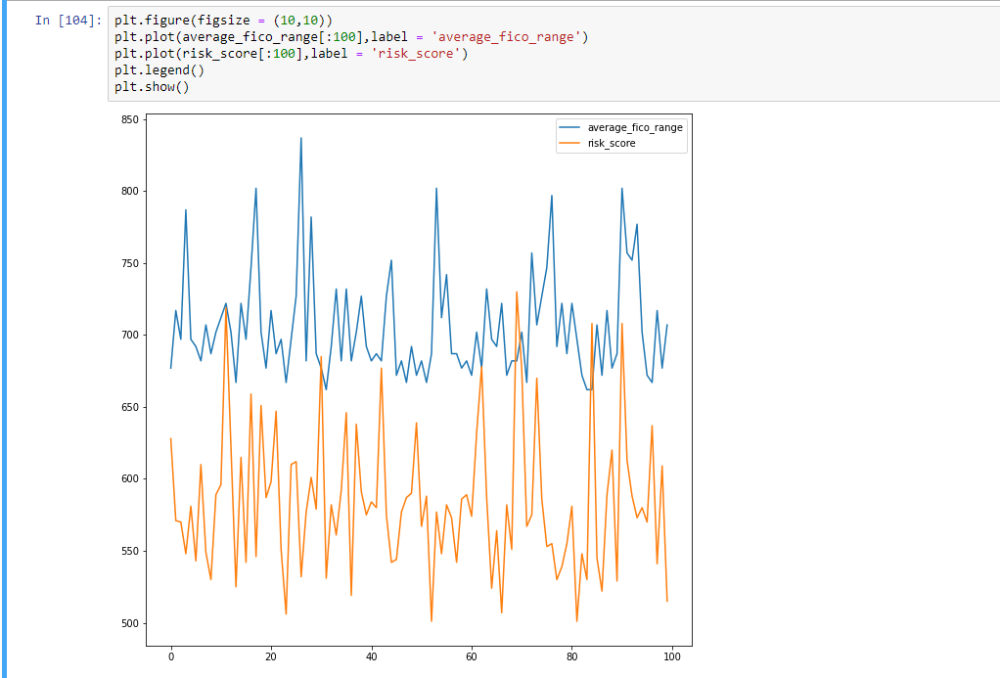 In [104]: plt.figure(figsize = (10,10))
plt.plot(average_fico_range[:100],label = 'average_fico_range')
plt.plot(risk_score[:100],label = 'risk_score')
plt.legend()
plt.show()
average_fico_range
risk_score
850
800
750
700
650
600
550
500
0 20 40 60 80 100